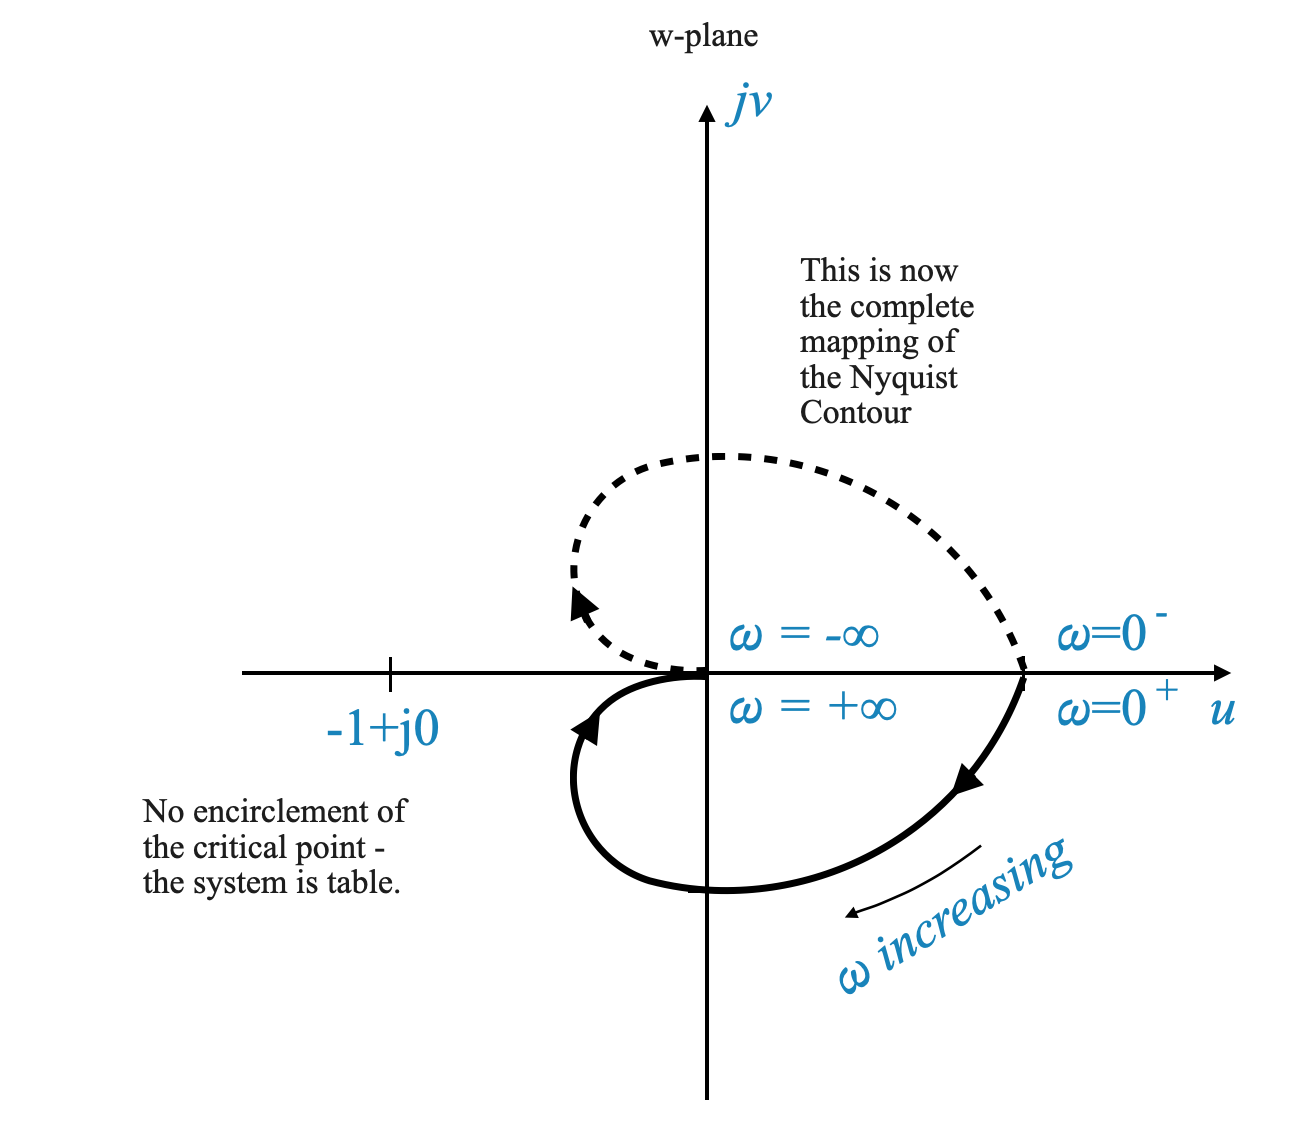 w-plane
jv
This is now
the complete
mapping of
the Nyquist
Contour
ω = -∞
ω=0⁻
-1+j0
ω = +∞
ω=0⁺
u
No encirclement of
the critical point -
the system is table.
ω increasing